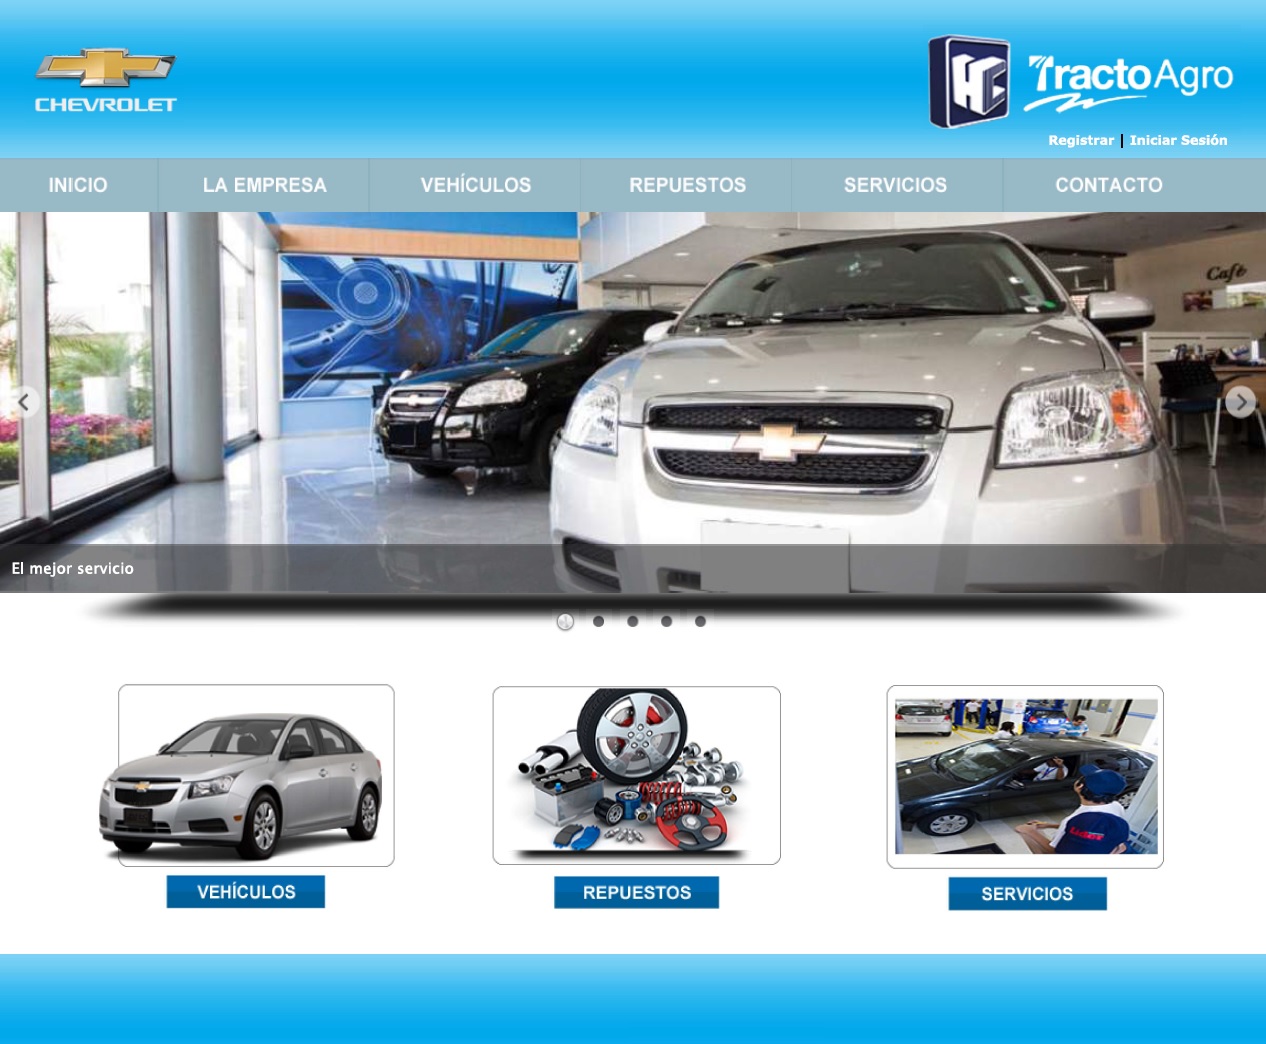 CHEVROLET
HC TractoAgro
Registrar | Iniciar Sesión
INICIO LA EMPRESA VEHÍCULOS REPUESTOS SERVICIOS CONTACTO
Café
El mejor servicio
VEHÍCULOS REPUESTOS SERVICIOS